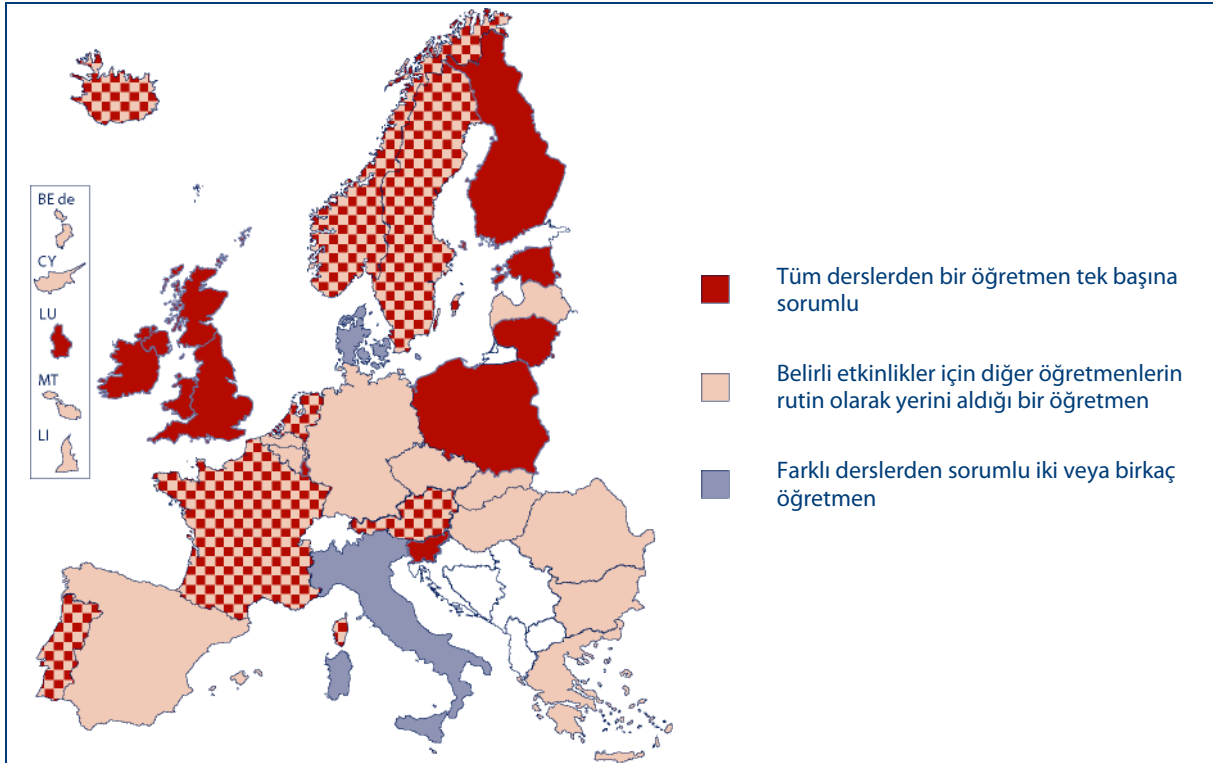 BE de
CY
LU
MT
LI
Tüm derslerden bir öğretmen tek başına
sorumlu
Belirli etkinlikler için diğer öğretmenlerin
rutin olarak yerini aldığı bir öğretmen
Farklı derslerden sorumlu iki veya birkaç
öğretmen